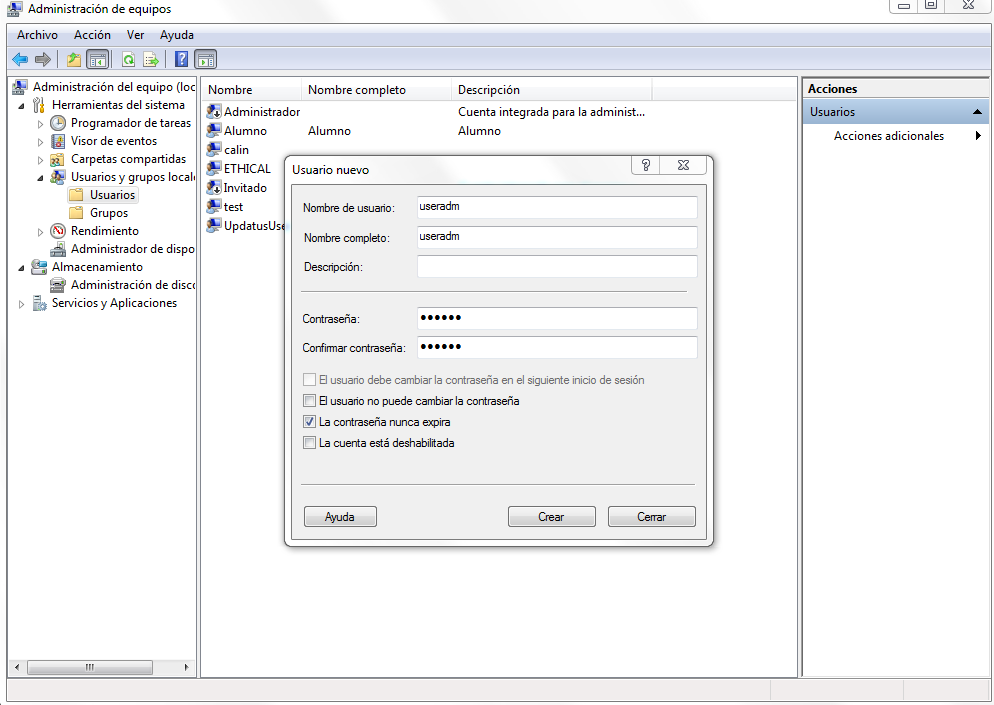 Administración de equipos
Archivo Acción Ver Ayuda
Administración del equipo (loc
Herramientas del sistema
Programador de tareas
Visor de eventos
Carpetas compartidas
Usuarios y grupos locale
Usuarios
Grupos
Rendimiento
Administrador de dispo
Almacenamiento
Administración de disco
Servicios y Aplicaciones
Nombre Nombre completo Descripción
Administrador Cuenta integrada para la administ...
Alumno Alumno Alumno
calin
ETHICAL
Invitado
test
UpdatusUse
Usuario nuevo
Nombre de usuario: useradm
Nombre completo: useradm
Descripción:
Contraseña: ●●●●●●
Confirmar contraseña: ●●●●●●
El usuario debe cambiar la contraseña en el siguiente inicio de sesión
El usuario no puede cambiar la contraseña
La contraseña nunca expira
La cuenta está deshabilitada
Ayuda Crear Cerrar
Acciones
Usuarios
Acciones adicionales